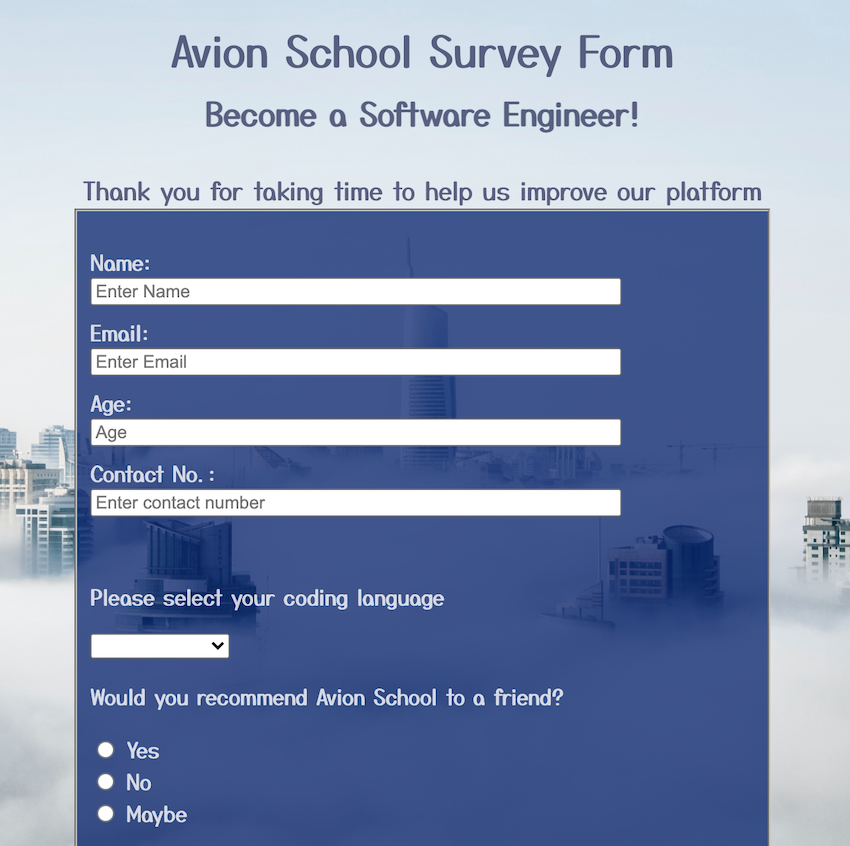 Avion School Survey Form
Become a Software Engineer!
Thank you for taking time to help us improve our platform
Name:
Enter Name
Email:
Enter Email
Age:
Age
Contact No. :
Enter contact number
Please select your coding language
Would you recommend Avion School to a friend?
Yes
No
Maybe